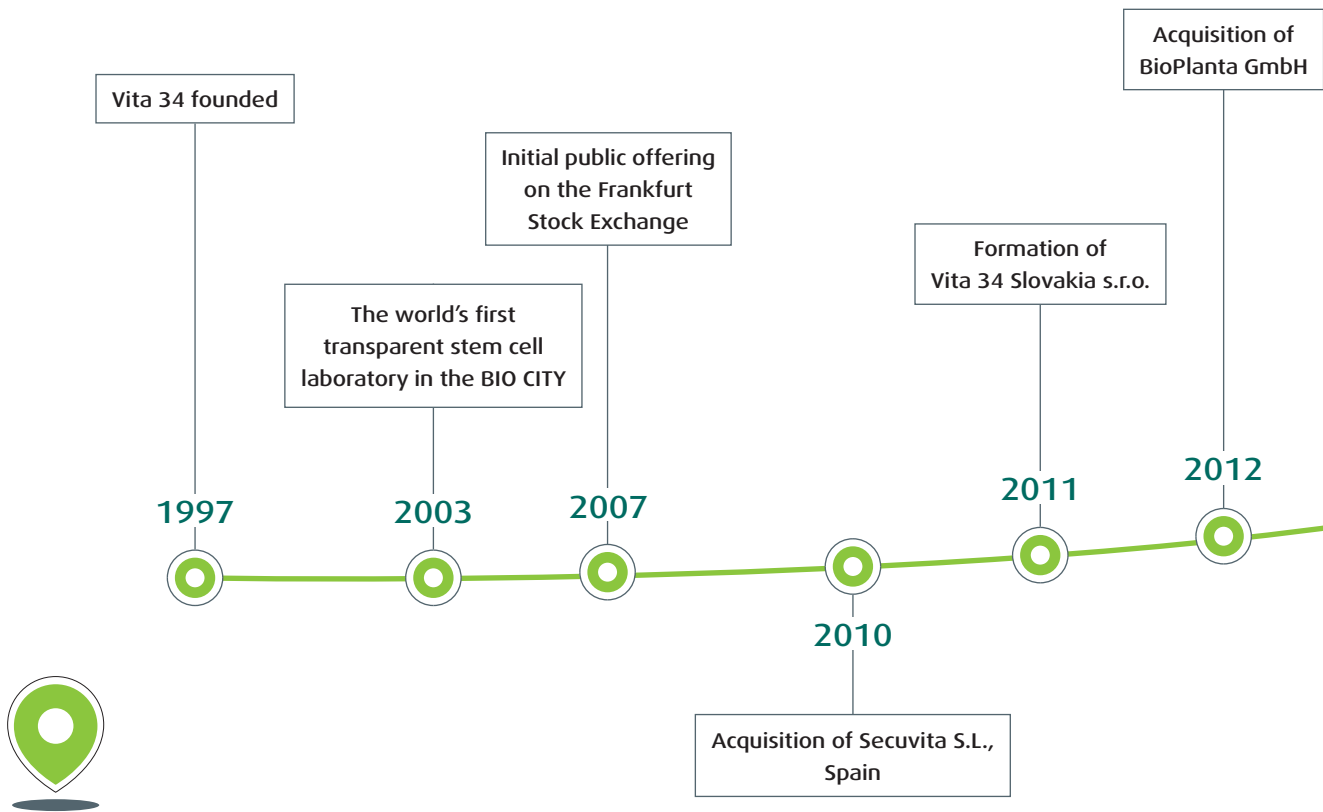 Vita 34 founded
1997
The world’s first
transparent stem cell
laboratory in the BIO CITY
2003
Initial public offering
on the Frankfurt
Stock Exchange
2007
2010
Acquisition of Secuvita S.L.,
Spain
Formation of
Vita 34 Slovakia s.r.o.
2011
Acquisition of
BioPlanta GmbH
2012